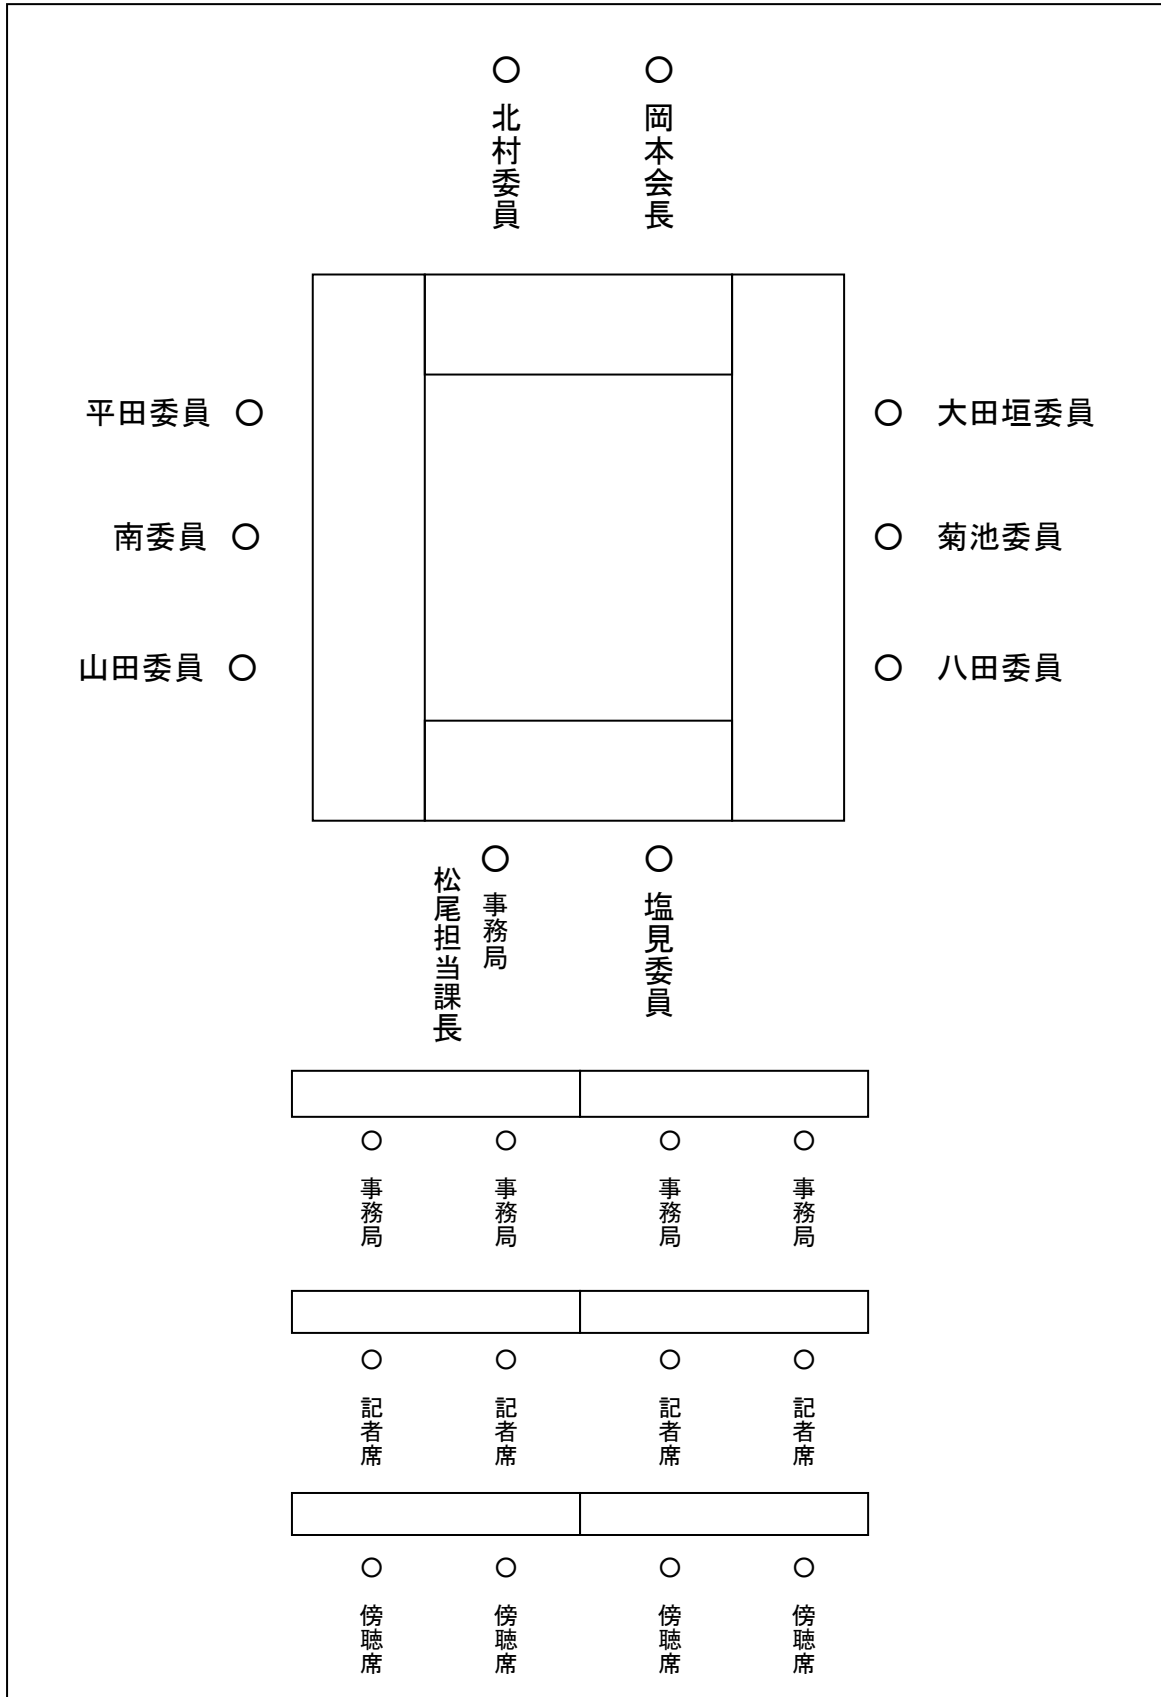 北村委員
岡本会長
平田委員
大田垣委員
南委員
菊池委員
山田委員
八田委員
事務局
松尾担当課長
塩見委員
事務局
事務局
事務局
事務局
記者席
記者席
記者席
記者席
傍聴席
傍聴席
傍聴席
傍聴席